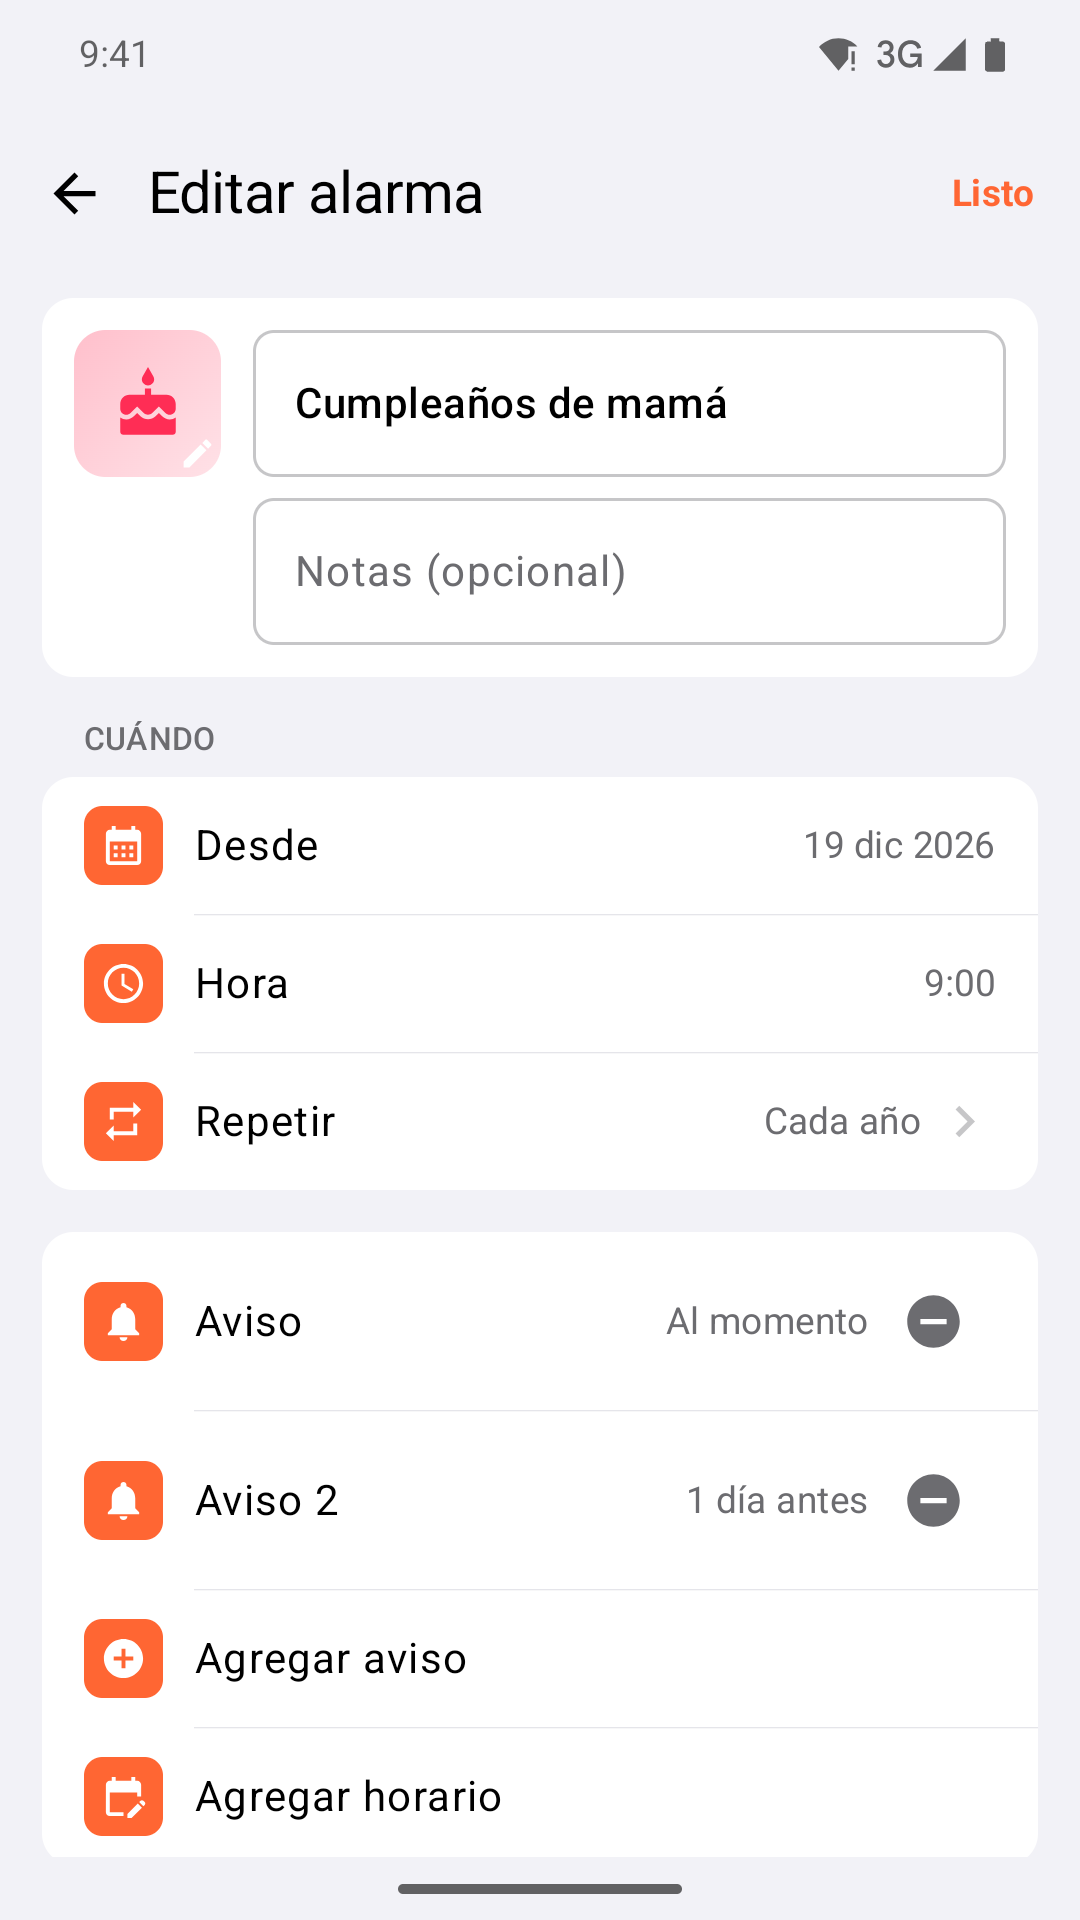 9:41
3G
Editar alarma
Listo
Cumpleaños de mamá
Notas (opcional)
CUÁNDO
Desde
19 dic 2026
Hora
9:00
Repetir
Cada año
Aviso
Al momento
Aviso 2
1 día antes
Agregar aviso
Agregar horario